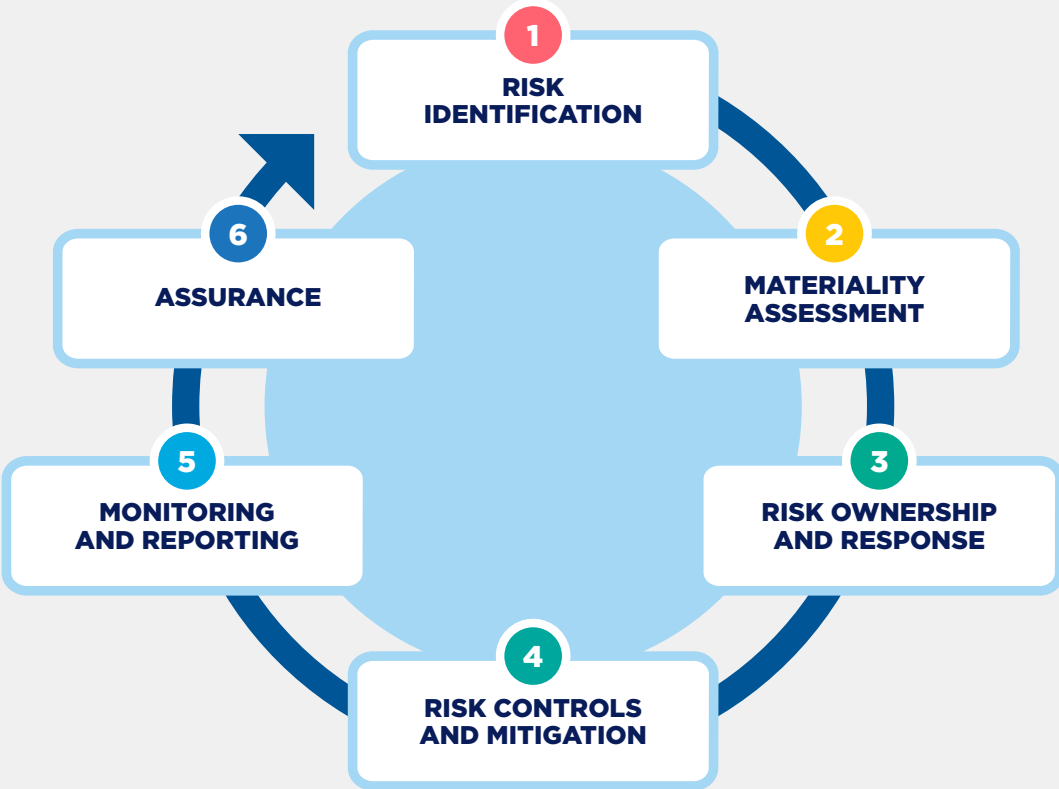 1
RISK
IDENTIFICATION
2
MATERIALITY
ASSESSMENT
3
RISK OWNERSHIP
AND RESPONSE
4
RISK CONTROLS
AND MITIGATION
5
MONITORING
AND REPORTING
6
ASSURANCE